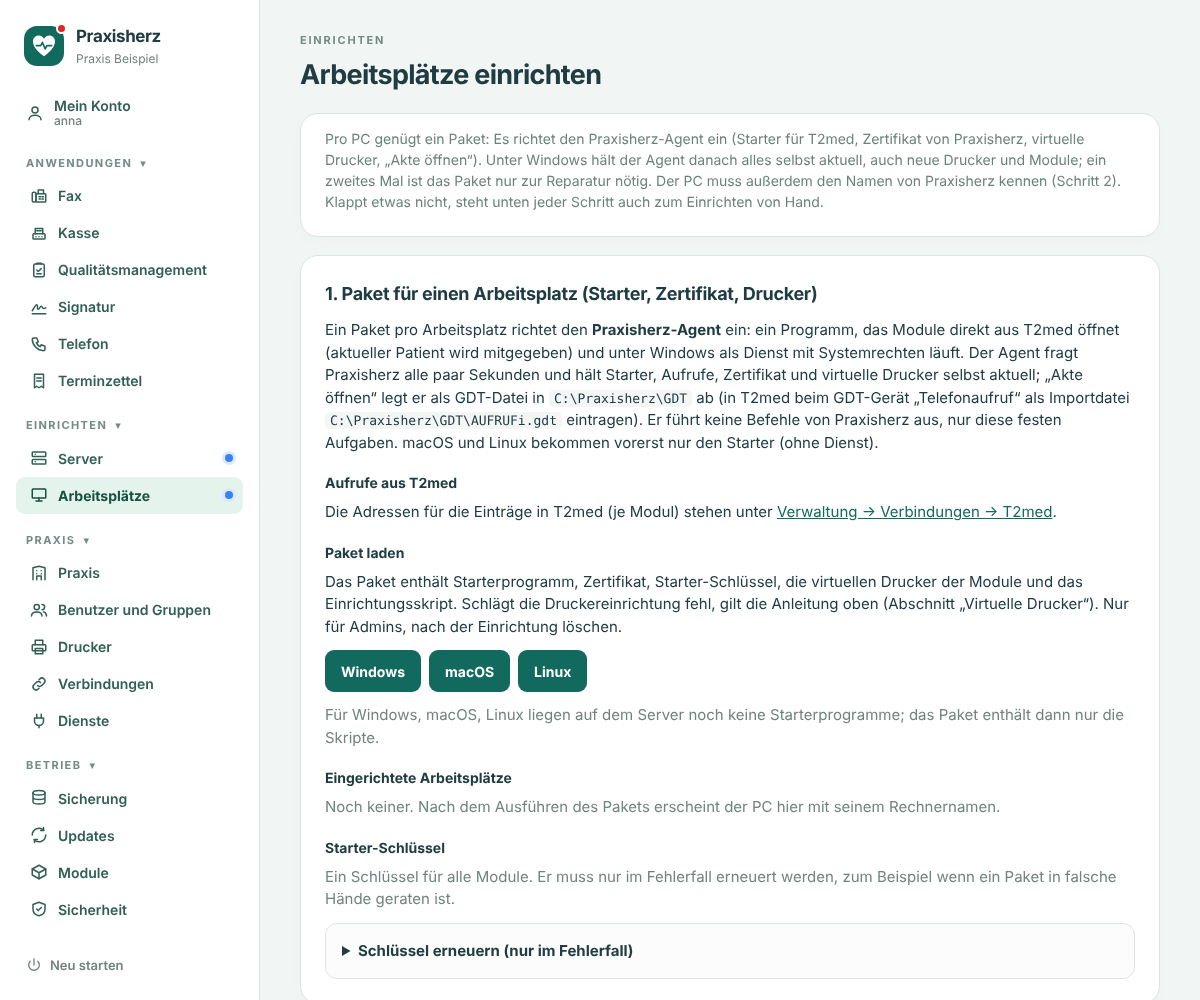 Praxisherz
Praxis Beispiel
Mein Konto
anna
ANWENDUNGEN ▾
Fax
Kasse
Qualitätsmanagement
Signatur
Telefon
Terminzettel
EINRICHTEN ▾
Server
Arbeitsplätze
PRAXIS ▾
Praxis
Benutzer und Gruppen
Drucker
Verbindungen
Dienste
BETRIEB ▾
Sicherung
Updates
Module
Sicherheit
Neu starten
EINRICHTEN
Arbeitsplätze einrichten
Pro PC genügt ein Paket: Es richtet den Praxisherz-Agent ein (Starter für T2med, Zertifikat von Praxisherz, virtuelle
Drucker, „Akte öffnen“). Unter Windows hält der Agent danach alles selbst aktuell, auch neue Drucker und Module; ein
zweites Mal ist das Paket nur zur Reparatur nötig. Der PC muss außerdem den Namen von Praxisherz kennen (Schritt 2).
Klappt etwas nicht, steht unten jeder Schritt auch zum Einrichten von Hand.
1. Paket für einen Arbeitsplatz (Starter, Zertifikat, Drucker)
Ein Paket pro Arbeitsplatz richtet den Praxisherz-Agent ein: ein Programm, das Module direkt aus T2med öffnet
(aktueller Patient wird mitgegeben) und unter Windows als Dienst mit Systemrechten läuft. Der Agent fragt
Praxisherz alle paar Sekunden und hält Starter, Aufrufe, Zertifikat und virtuelle Drucker selbst aktuell; „Akte
öffnen“ legt er als GDT-Datei in C:\Praxisherz\GDT ab (in T2med beim GDT-Gerät „Telefonaufruf“ als Importdatei
C:\Praxisherz\GDT\AUFRUFi.gdt eintragen). Er führt keine Befehle von Praxisherz aus, nur diese festen
Aufgaben. macOS und Linux bekommen vorerst nur den Starter (ohne Dienst).
Aufrufe aus T2med
Die Adressen für die Einträge in T2med (je Modul) stehen unter Verwaltung → Verbindungen → T2med.
Paket laden
Das Paket enthält Starterprogramm, Zertifikat, Starter-Schlüssel, die virtuellen Drucker der Module und das
Einrichtungsskript. Schlägt die Druckereinrichtung fehl, gilt die Anleitung oben (Abschnitt „Virtuelle Drucker“). Nur
für Admins, nach der Einrichtung löschen.
Windows
macOS
Linux
Für Windows, macOS, Linux liegen auf dem Server noch keine Starterprogramme; das Paket enthält dann nur die
Skripte.
Eingerichtete Arbeitsplätze
Noch keiner. Nach dem Ausführen des Pakets erscheint der PC hier mit seinem Rechnernamen.
Starter-Schlüssel
Ein Schlüssel für alle Module. Er muss nur im Fehlerfall erneuert werden, zum Beispiel wenn ein Paket in falsche
Hände geraten ist.
▶ Schlüssel erneuern (nur im Fehlerfall)